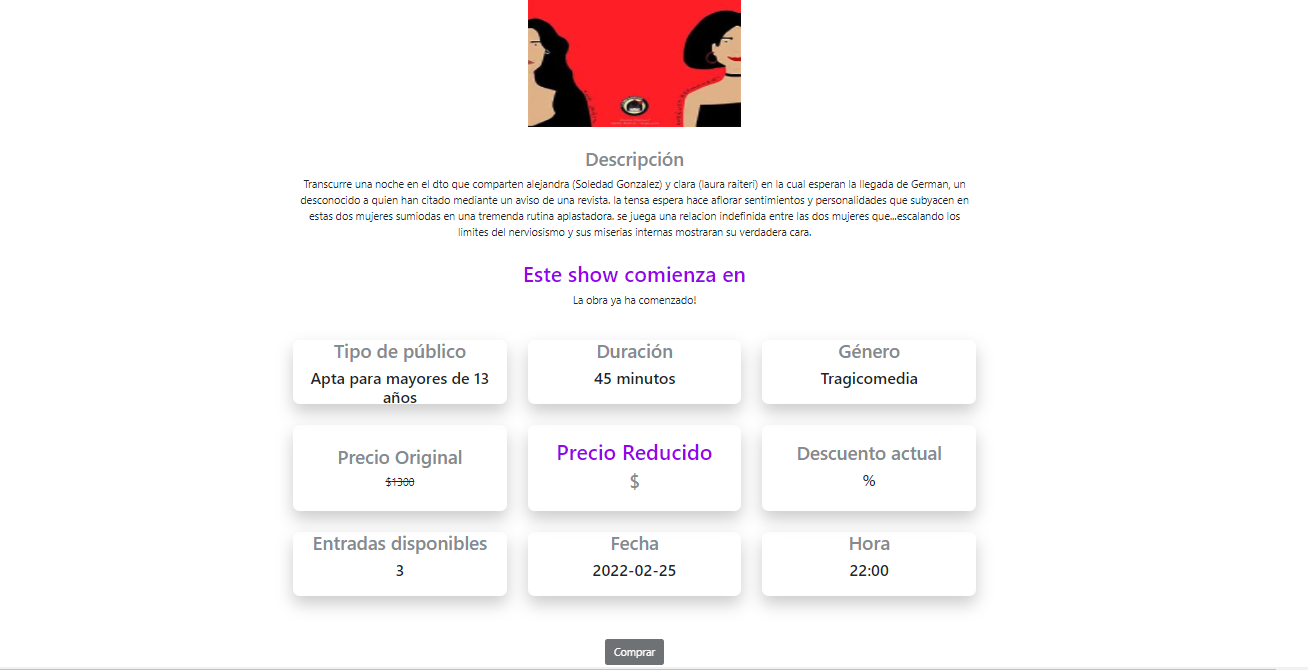 Descripción
Transcurre una noche en el dto que comparten alejandra (Soledad Gonzalez) y clara (laura raiteri) en la cual esperan la llegada de German, un
desconocido a quien han citado mediante un aviso de una revista. la tensa espera hace aflorar sentimientos y personalidades que subyacen en
estas dos mujeres sumiodas en una tremenda rutina aplastadora. se juega una relacion indefinida entre las dos mujeres que...escalando los
limites del nerviosismo y sus miserias internas mostraran su verdadera cara.
Este show comienza en
La obra ya ha comenzado!
Tipo de público
Apta para mayores de 13
años
Duración
45 minutos
Género
Tragicomedia
Precio Original
$1300
Precio Reducido
$
Descuento actual
%
Entradas disponibles
3
Fecha
2022-02-25
Hora
22:00
Comprar